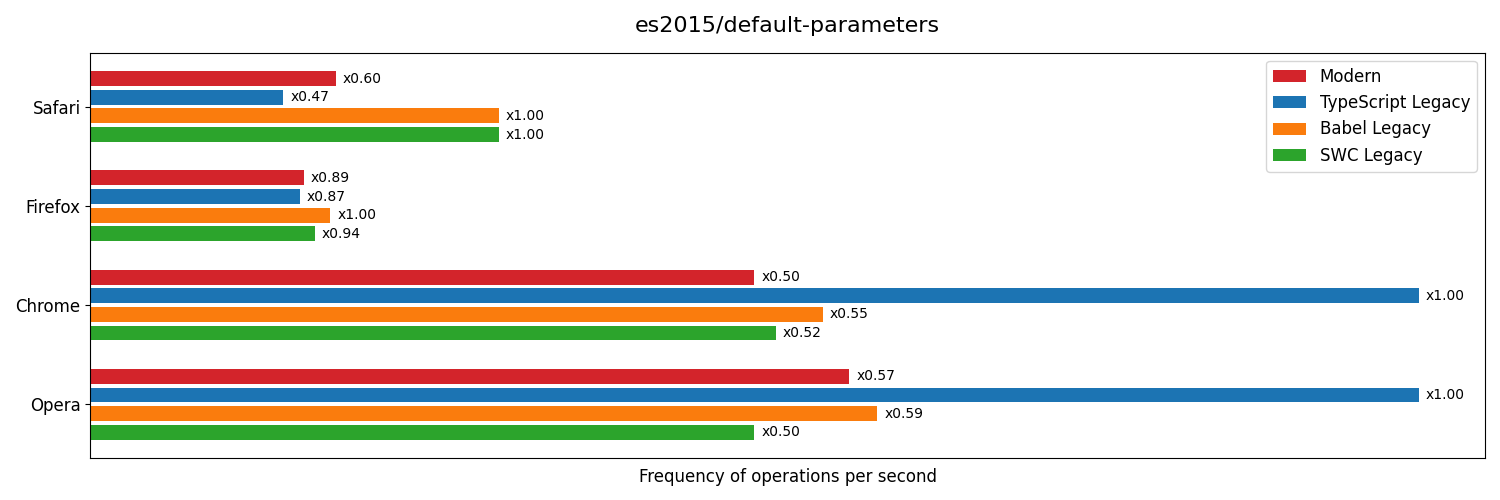 es2015/default-parameters
Modern
TypeScript Legacy
Babel Legacy
SWC Legacy
Safari
x0.60
x0.47
x1.00
x1.00
Firefox
x0.89
x0.87
x1.00
x0.94
Chrome
x0.50
x1.00
x0.55
x0.52
Opera
x0.57
x1.00
x0.59
x0.50
Frequency of operations per second